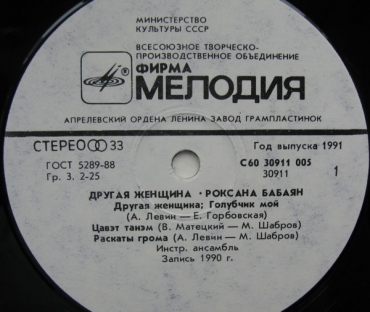 МИНИСТЕРСТВО
КУЛЬТУРЫ СССР
ВСЕСОЮЗНОЕ ТВОРЧЕСКО-
ПРОИЗВОДСТВЕННОЕ ОБЪЕДИНЕНИЕ
ФИРМА
МЕЛОДИЯ
АПРЕЛЕВСКИЙ ОРДЕНА ЛЕНИНА ЗАВОД ГРАМПЛАСТИНОК
СТЕРЕО 33
Год выпуска 1991
ГОСТ 5289-88
С60 30911 005
Гр. 3. 2-25
30911
1
ДРУГАЯ ЖЕНЩИНА · РОКСАНА БАБАЯН
Другая женщина; Голубчик мой
(А. Левин — Е. Горбовская)
Цавэт танэм (В. Матецкий — М. Шабров)
Раскаты грома (А. Левин — М. Шабров)
Инстр. ансамбль
Запись 1990 г.